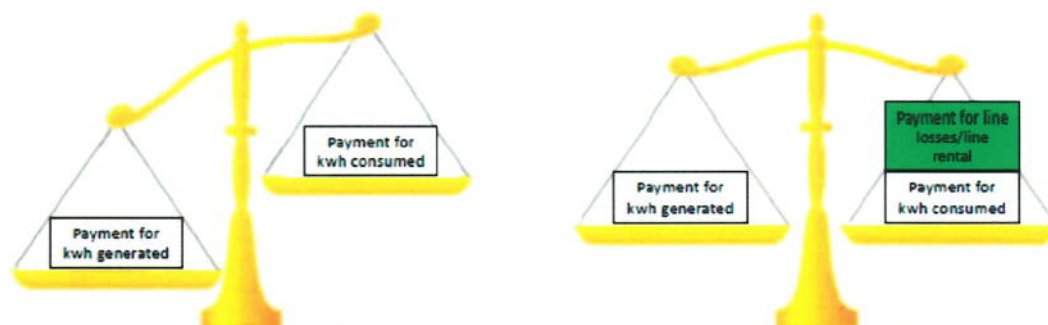 Payment for
kwh consumed
Payment for
kwh generated
Payment for line
losses/line
rental
Payment for
kwh generated
Payment for
kwh consumed